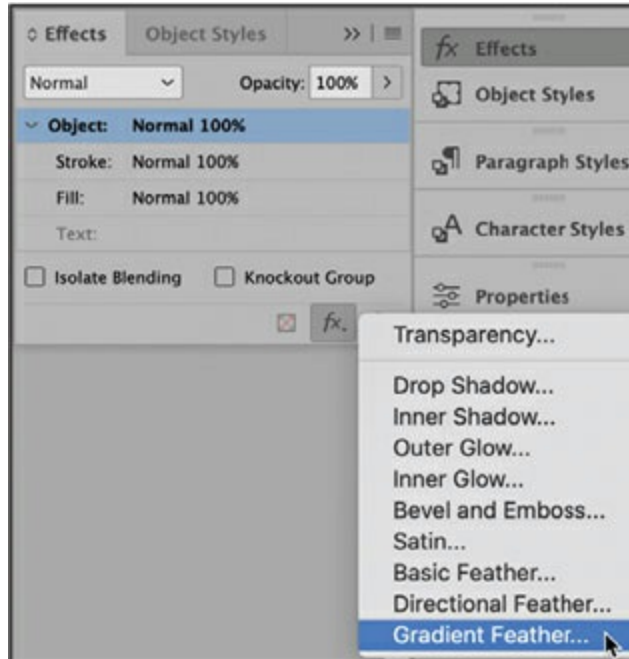 Effects Object Styles
Normal Opacity: 100%
Object: Normal 100%
Stroke: Normal 100%
Fill: Normal 100%
Text:
Isolate Blending Knockout Group
fx.
fx Effects
Object Styles
Paragraph Styles
A Character Styles
Properties
Transparency...
Drop Shadow...
Inner Shadow...
Outer Glow...
Inner Glow...
Bevel and Emboss...
Satin...
Basic Feather...
Directional Feather...
Gradient Feather...